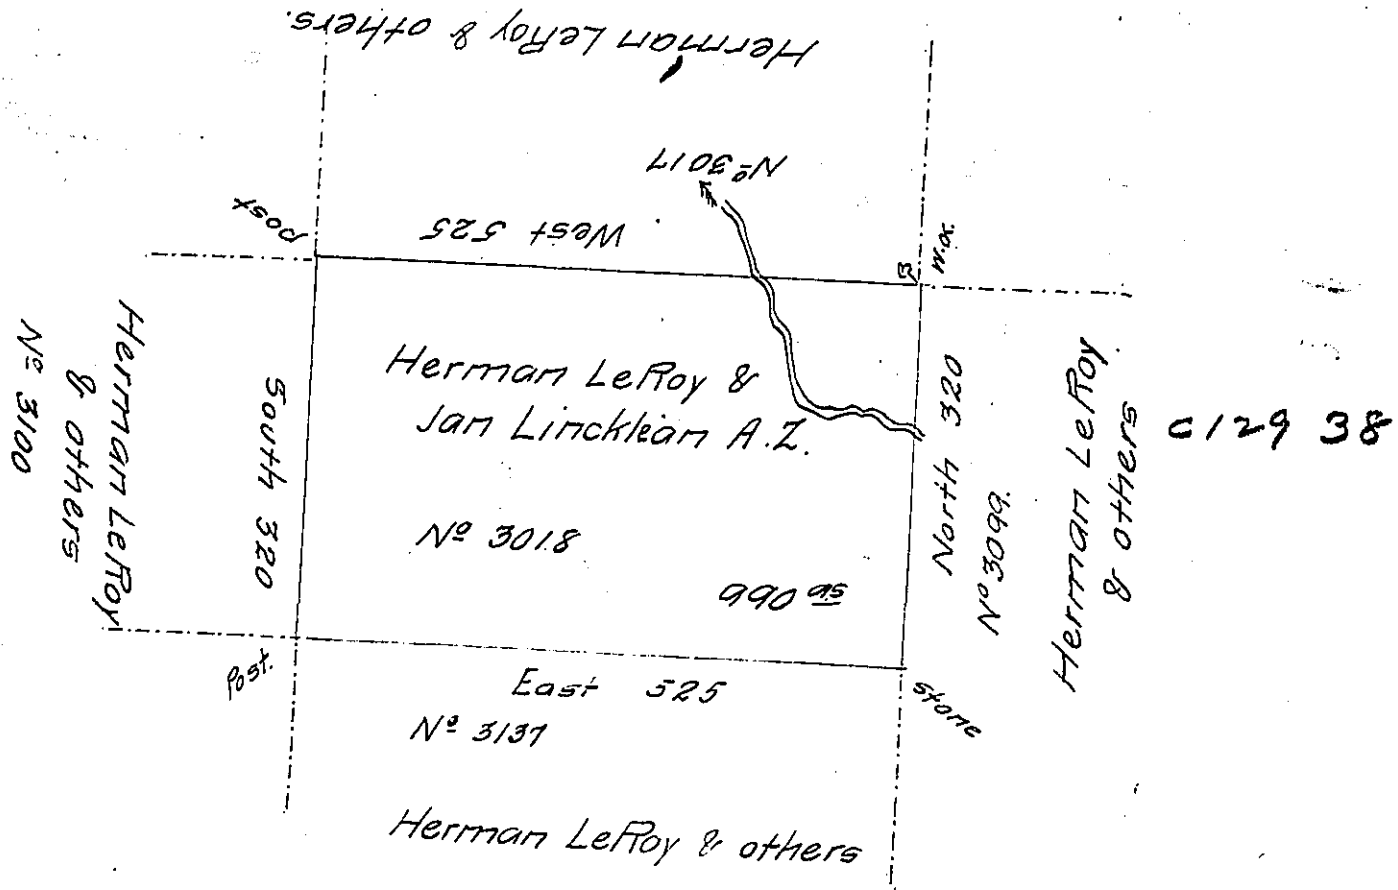 Herman LeRoy & others.
Nº 3017
West 525
Post
W.O.
Herman LeRoy
& others
Nº 3100
South 320
Herman LeRoy &
Jan Lincklean A.Z.
Nº 3018
990 as
North 320
Nº 3099.
Herman LeRoy
& others
C129 38
Post.
East 525
Stone
Nº 3137
Herman LeRoy & others